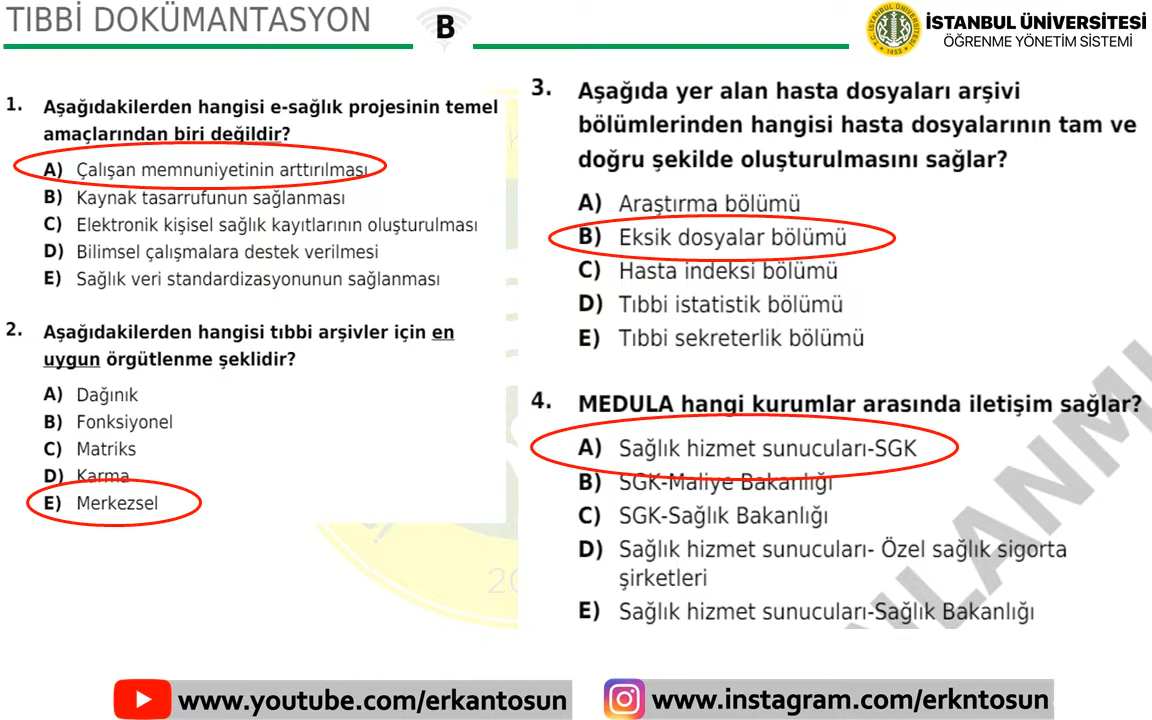 TIBBİ DOKÜMANTASYON
B
İSTANBUL ÜNİVERSİTESİ
ÖĞRENME YÖNETİM SİSTEMİ
1. Aşağıdakilerden hangisi e-sağlık projesinin temel
amaçlarından biri değildir?
A) Çalışan memnuniyetinin arttırılması
B) Kaynak tasarrufunun sağlanması
C) Elektronik kişisel sağlık kayıtlarının oluşturulması
D) Bilimsel çalışmalara destek verilmesi
E) Sağlık veri standardizasyonunun sağlanması
2. Aşağıdakilerden hangisi tıbbi arşivler için en
uygun örgütlenme şeklidir?
A) Dağınık
B) Fonksiyonel
C) Matriks
D) Karma
E) Merkezsel
3. Aşağıda yer alan hasta dosyaları arşivi
bölümlerinden hangisi hasta dosyalarının tam ve
doğru şekilde oluşturulmasını sağlar?
A) Araştırma bölümü
B) Eksik dosyalar bölümü
C) Hasta indeksi bölümü
D) Tıbbi istatistik bölümü
E) Tıbbi sekreterlik bölümü
4. MEDULA hangi kurumlar arasında iletişim sağlar?
A) Sağlık hizmet sunucuları-SGK
B) SGK-Maliye Bakanlığı
C) SGK-Sağlık Bakanlığı
D) Sağlık hizmet sunucuları- Özel sağlık sigorta
şirketleri
E) Sağlık hizmet sunucuları-Sağlık Bakanlığı
www.youtube.com/erkantosun
www.instagram.com/erkntosun